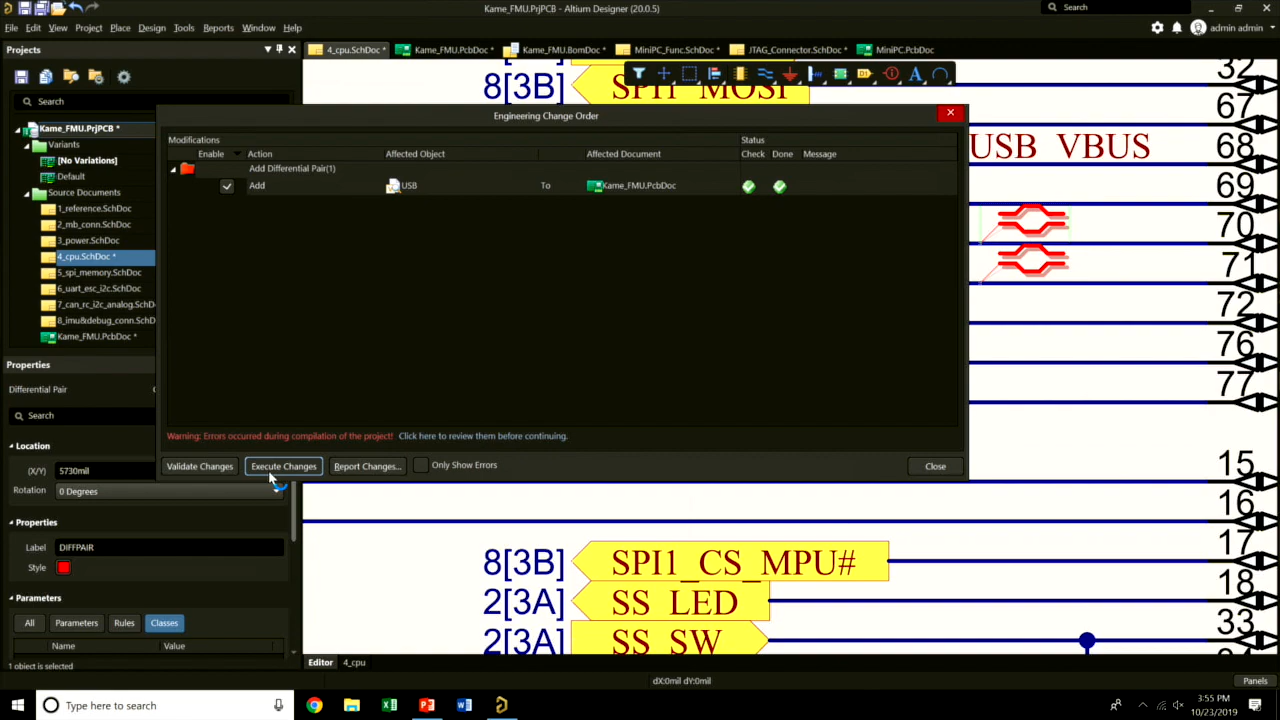 Kame_FMU.PrjPCB - Altium Designer (20.0.5)
Search
File Edit View Project Place Design Tools Reports Window Help
admin admin
Projects
4_cpu.SchDoc * Kame_FMU.PcbDoc * Kame_FMU.BomDoc * MiniPC_Func.SchDoc * JTAG_Connector.SchDoc * MiniPC.PcbDoc
Search
Kame_FMU.PrjPCB *
Variants
[No Variations]
Default
Source Documents
1_reference.SchDoc
2_mb_conn.SchDoc
3_power.SchDoc
4_cpu.SchDoc *
5_spi_memory.SchDoc
6_uart_esc_i2c.SchDoc
7_can_rc_i2c_analog.SchD
8_imu&debug_conn.SchD
Kame_FMU.PcbDoc *
Properties
Differential Pair
Search
Location
(X/Y) 5730mil
Rotation 0 Degrees
Properties
Label DIFFPAIR
Style
Parameters
All Parameters Rules Classes
Name Value
1 object is selected
Engineering Change Order
Modifications Status
Enable Action Affected Object Affected Document Check Done Message
Add Differential Pair(1)
Add USB To Kame_FMU.PcbDoc
Warning: Errors occurred during compilation of the project! Click here to review them before continuing.
Validate Changes Execute Changes Report Changes... Only Show Errors Close
8[3B] SPI1_MOSI 32
67
USB_VBUS 68
69
70
71
72
76
77
15
16
17
8[3B] SPI1_CS_MPU#
18
2[3A] SS_LED
33
2[3A] SS_SW
Editor 4_cpu
dX:0mil dY:0mil
Panels
Type here to search
3:55 PM
10/23/2019